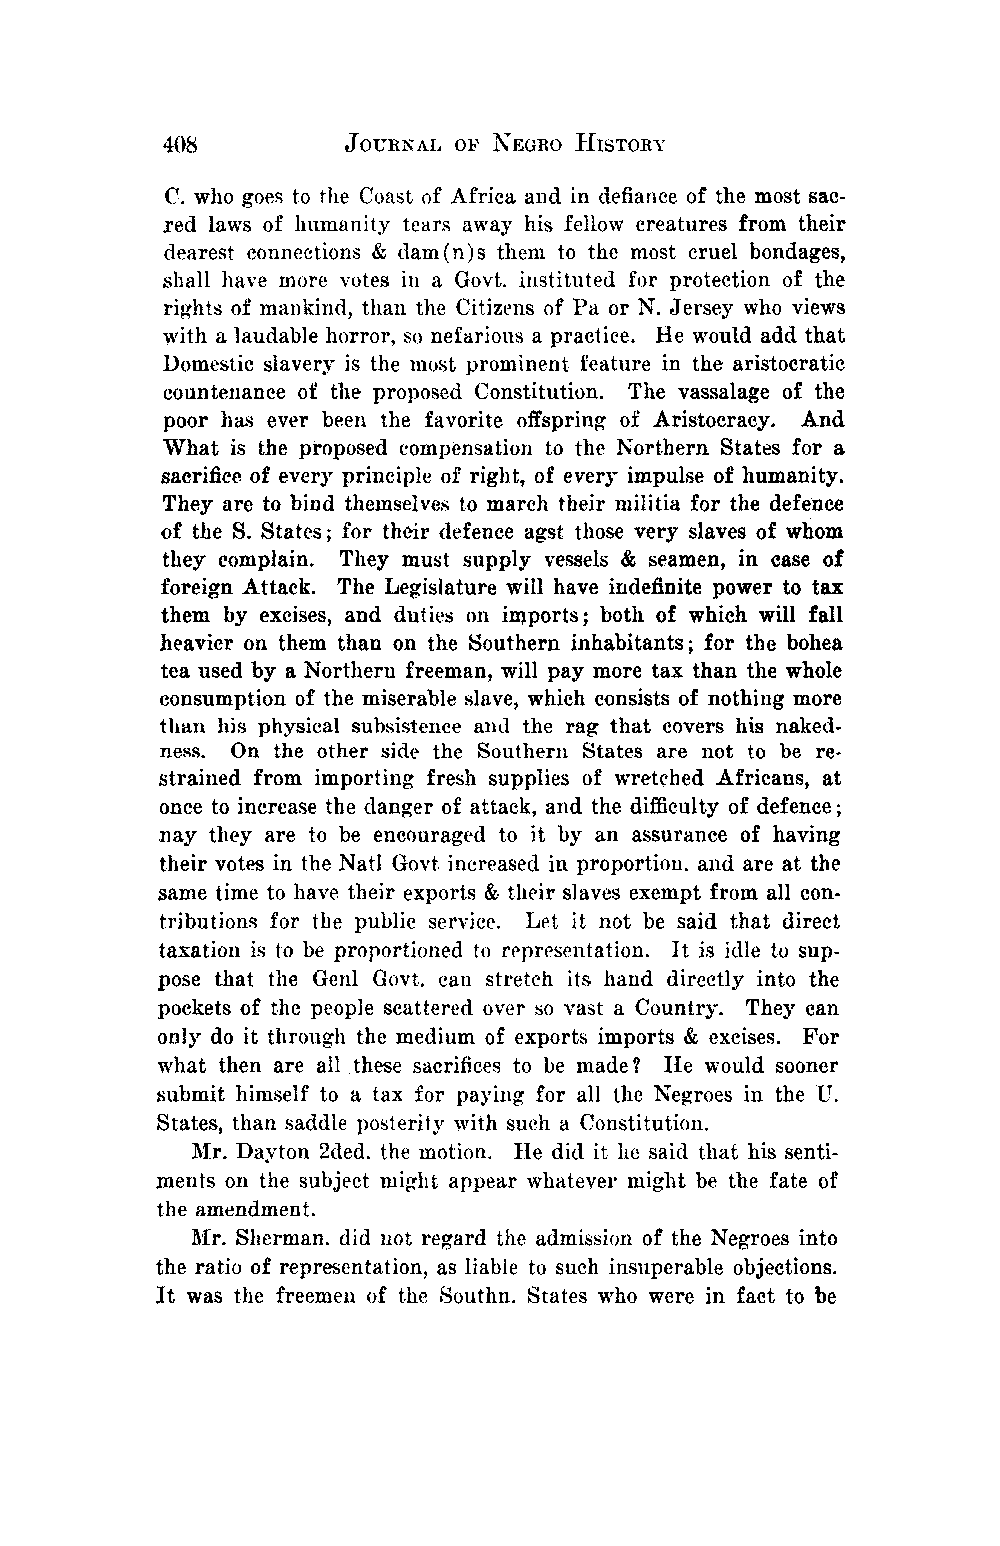 408 JOURNAL OF NEGRO HISTORY
C. who goes to the Coast of Africa and in defiance of the most sac-
red laws of humanity tears away his fellow creatures from their
dearest connections & dam(n)s them to the most cruel bondages,
shall have more votes in a Govt. instituted for protection of the
rights of mankind, than the Citizens of Pa or N. Jersey who views
with a laudable horror, so nefarious a practice. He would add that
Domestic slavery is the most prominent feature in the aristocratic
countenance of the proposed Constitution. The vassalage of the
poor has ever been the favorite offspring of Aristocracy. And
What is the proposed compensation to the Northern States for a
sacrifice of every principle of right, of every impulse of humanity.
They are to bind themselves to march their militia for the defence
of the S. States; for their defence agst those very slaves of whom
they complain. They must supply vessels & seamen, in case of
foreign Attack. The Legislature will have indefinite power to tax
them by excises, and duties on imports; both of which will fall
heavier on them than on the Southern inhabitants; for the bohea
tea used by a Northern freeman, will pay more tax than the whole
consumption of the miserable slave, which consists of nothing more
than his physical subsistence and the rag that covers his naked-
ness. On the other side the Southern States are not to be re-
strained from importing fresh supplies of wretched Africans, at
once to increase the danger of attack, and the difficulty of defence;
nay they are to be encouraged to it by an assurance of having
their votes in the Natl Govt increased in proportion. and are at the
same time to have their exports & their slaves exempt from all con-
tributions for the public service. Let it not be said that direct
taxation is to be proportioned to representation. It is idle to sup-
pose that the Genl Govt. can stretch its hand directly into the
pockets of the people scattered over so vast a Country. They can
only do it through the medium of exports imports & excises. For
what then are all these sacrifices to be made? He would sooner
submit himself to a tax for paying for all the Negroes in the U.
States, than saddle posterity with such a Constitution.
Mr. Dayton 2ded. the motion. He did it he said that his senti-
ments on the subject might appear whatever might be the fate of
the amendment.
Mr. Sherman. did not regard the admission of the Negroes into
the ratio of representation, as liable to such insuperable objections.
It was the freemen of the Southn. States who were in fact to be